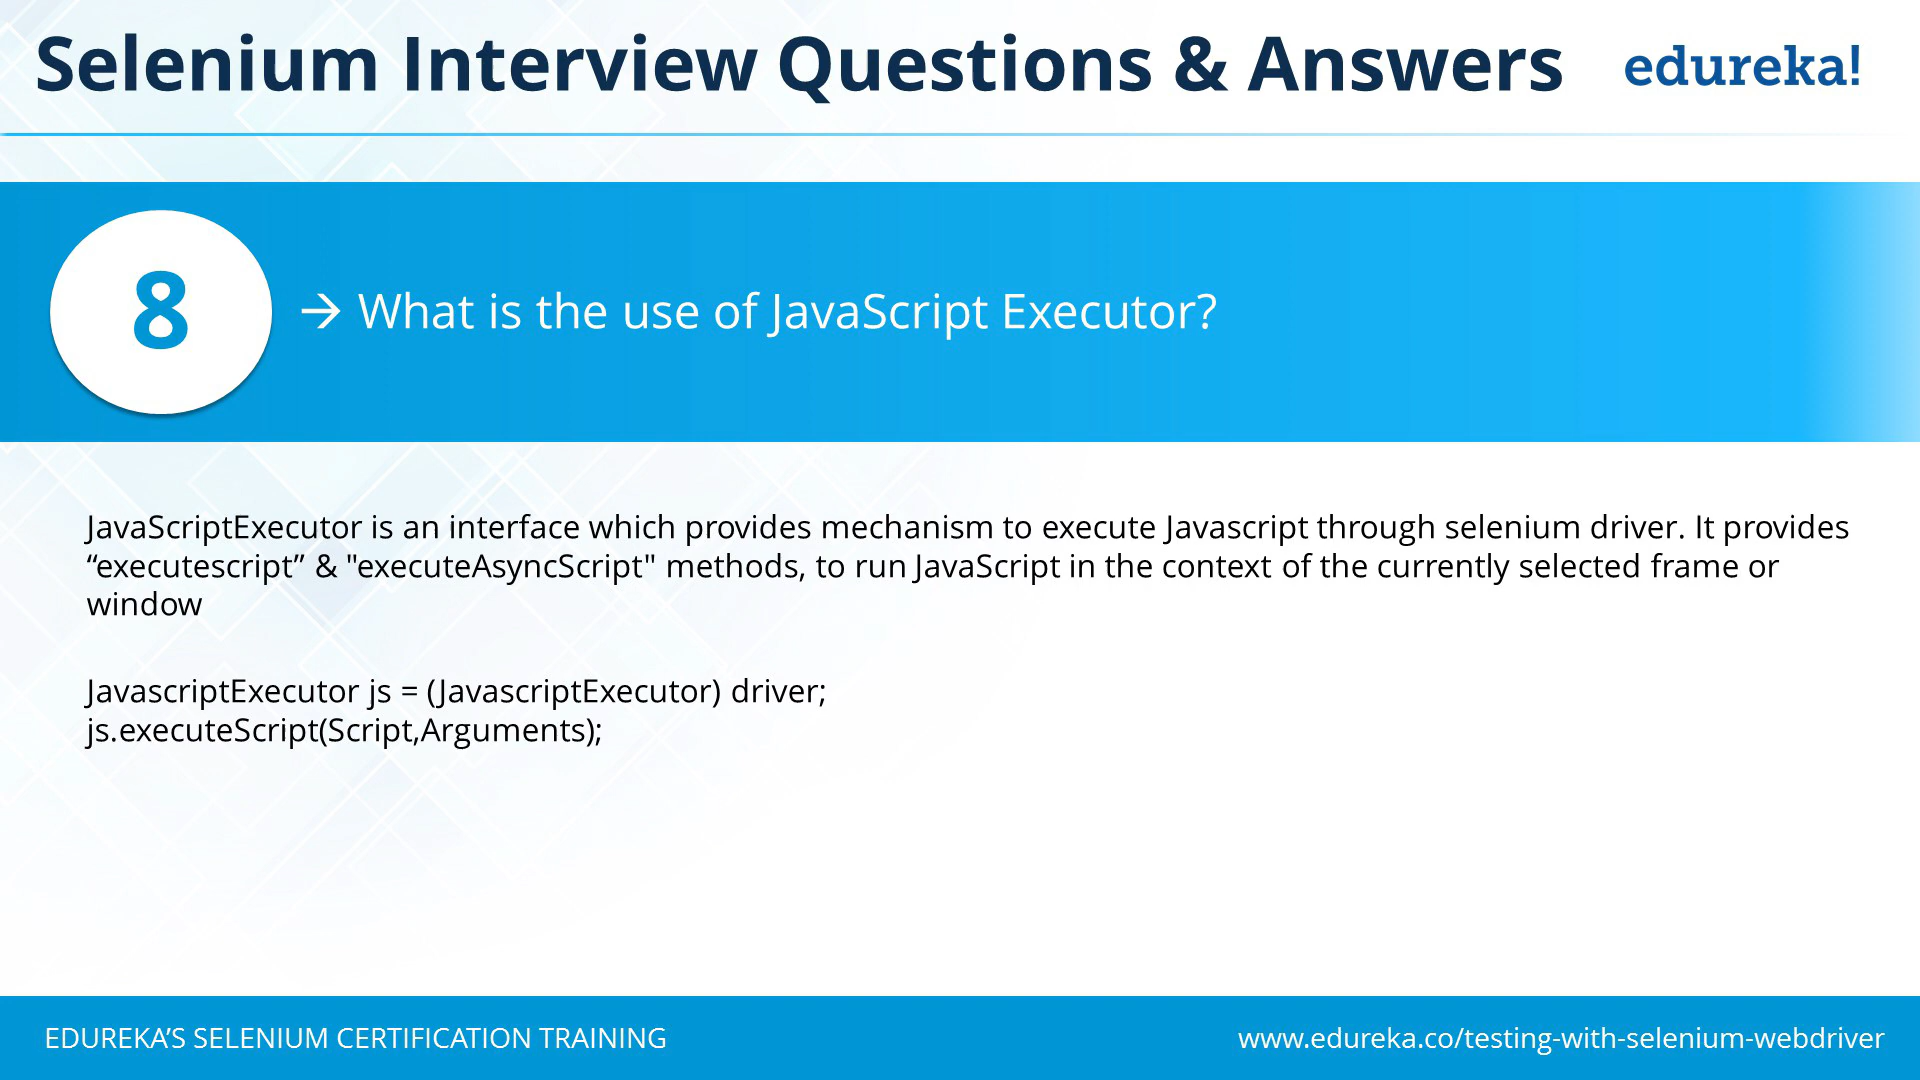 Selenium Interview Questions & Answers
edureka!
8
→ What is the use of JavaScript Executor?
JavaScriptExecutor is an interface which provides mechanism to execute Javascript through selenium driver. It provides
“executescript” & "executeAsyncScript" methods, to run JavaScript in the context of the currently selected frame or
window
JavascriptExecutor js = (JavascriptExecutor) driver;
js.executeScript(Script,Arguments);
EDUREKA’S SELENIUM CERTIFICATION TRAINING
www.edureka.co/testing-with-selenium-webdriver